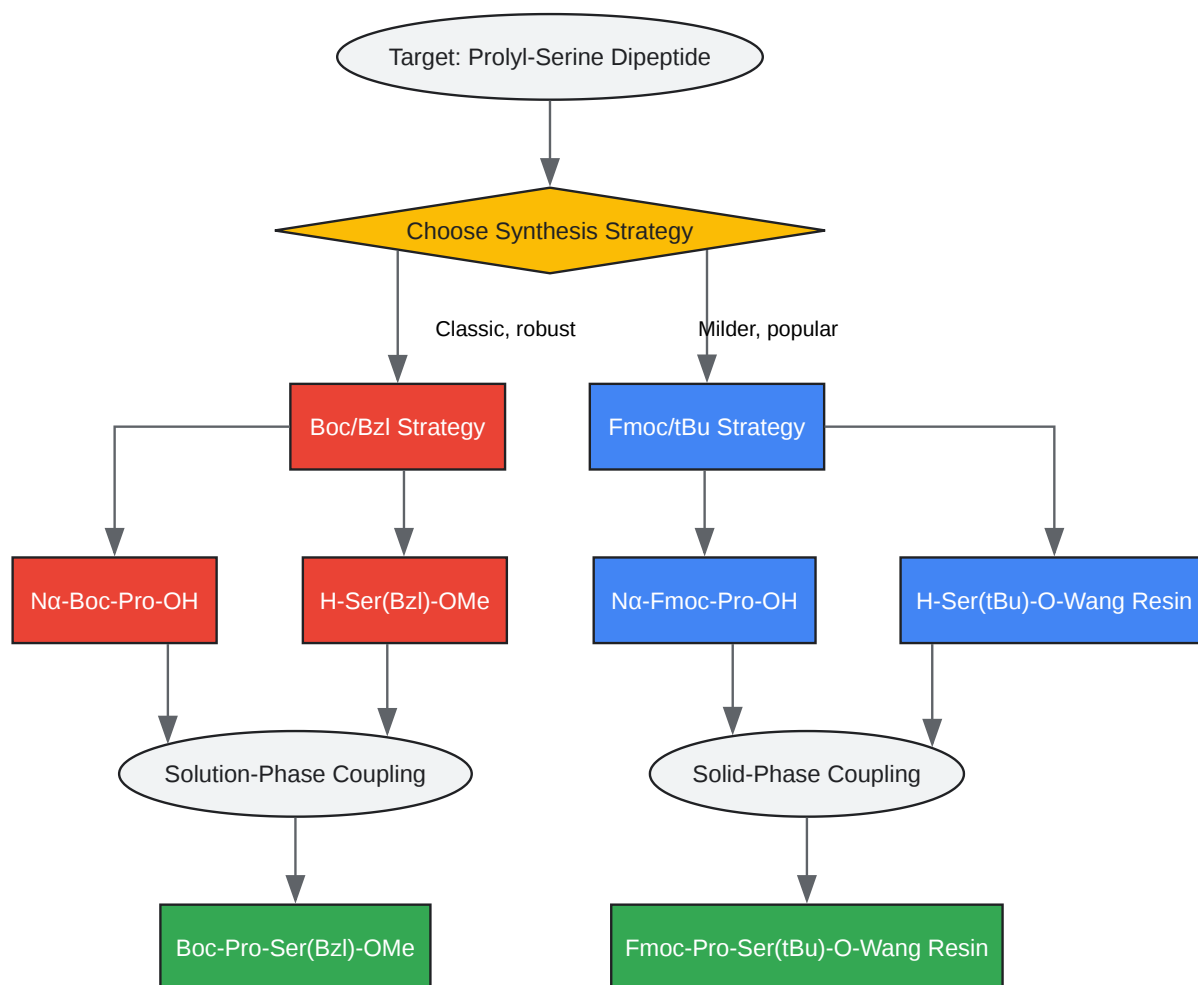 Target: Prolyl-Serine Dipeptide
Choose Synthesis Strategy
Classic, robust
Milder, popular
Boc/Bzl Strategy
Fmoc/tBu Strategy
Nα-Boc-Pro-OH
H-Ser(Bzl)-OMe
Nα-Fmoc-Pro-OH
H-Ser(tBu)-O-Wang Resin
Solution-Phase Coupling
Solid-Phase Coupling
Boc-Pro-Ser(Bzl)-OMe
Fmoc-Pro-Ser(tBu)-O-Wang Resin